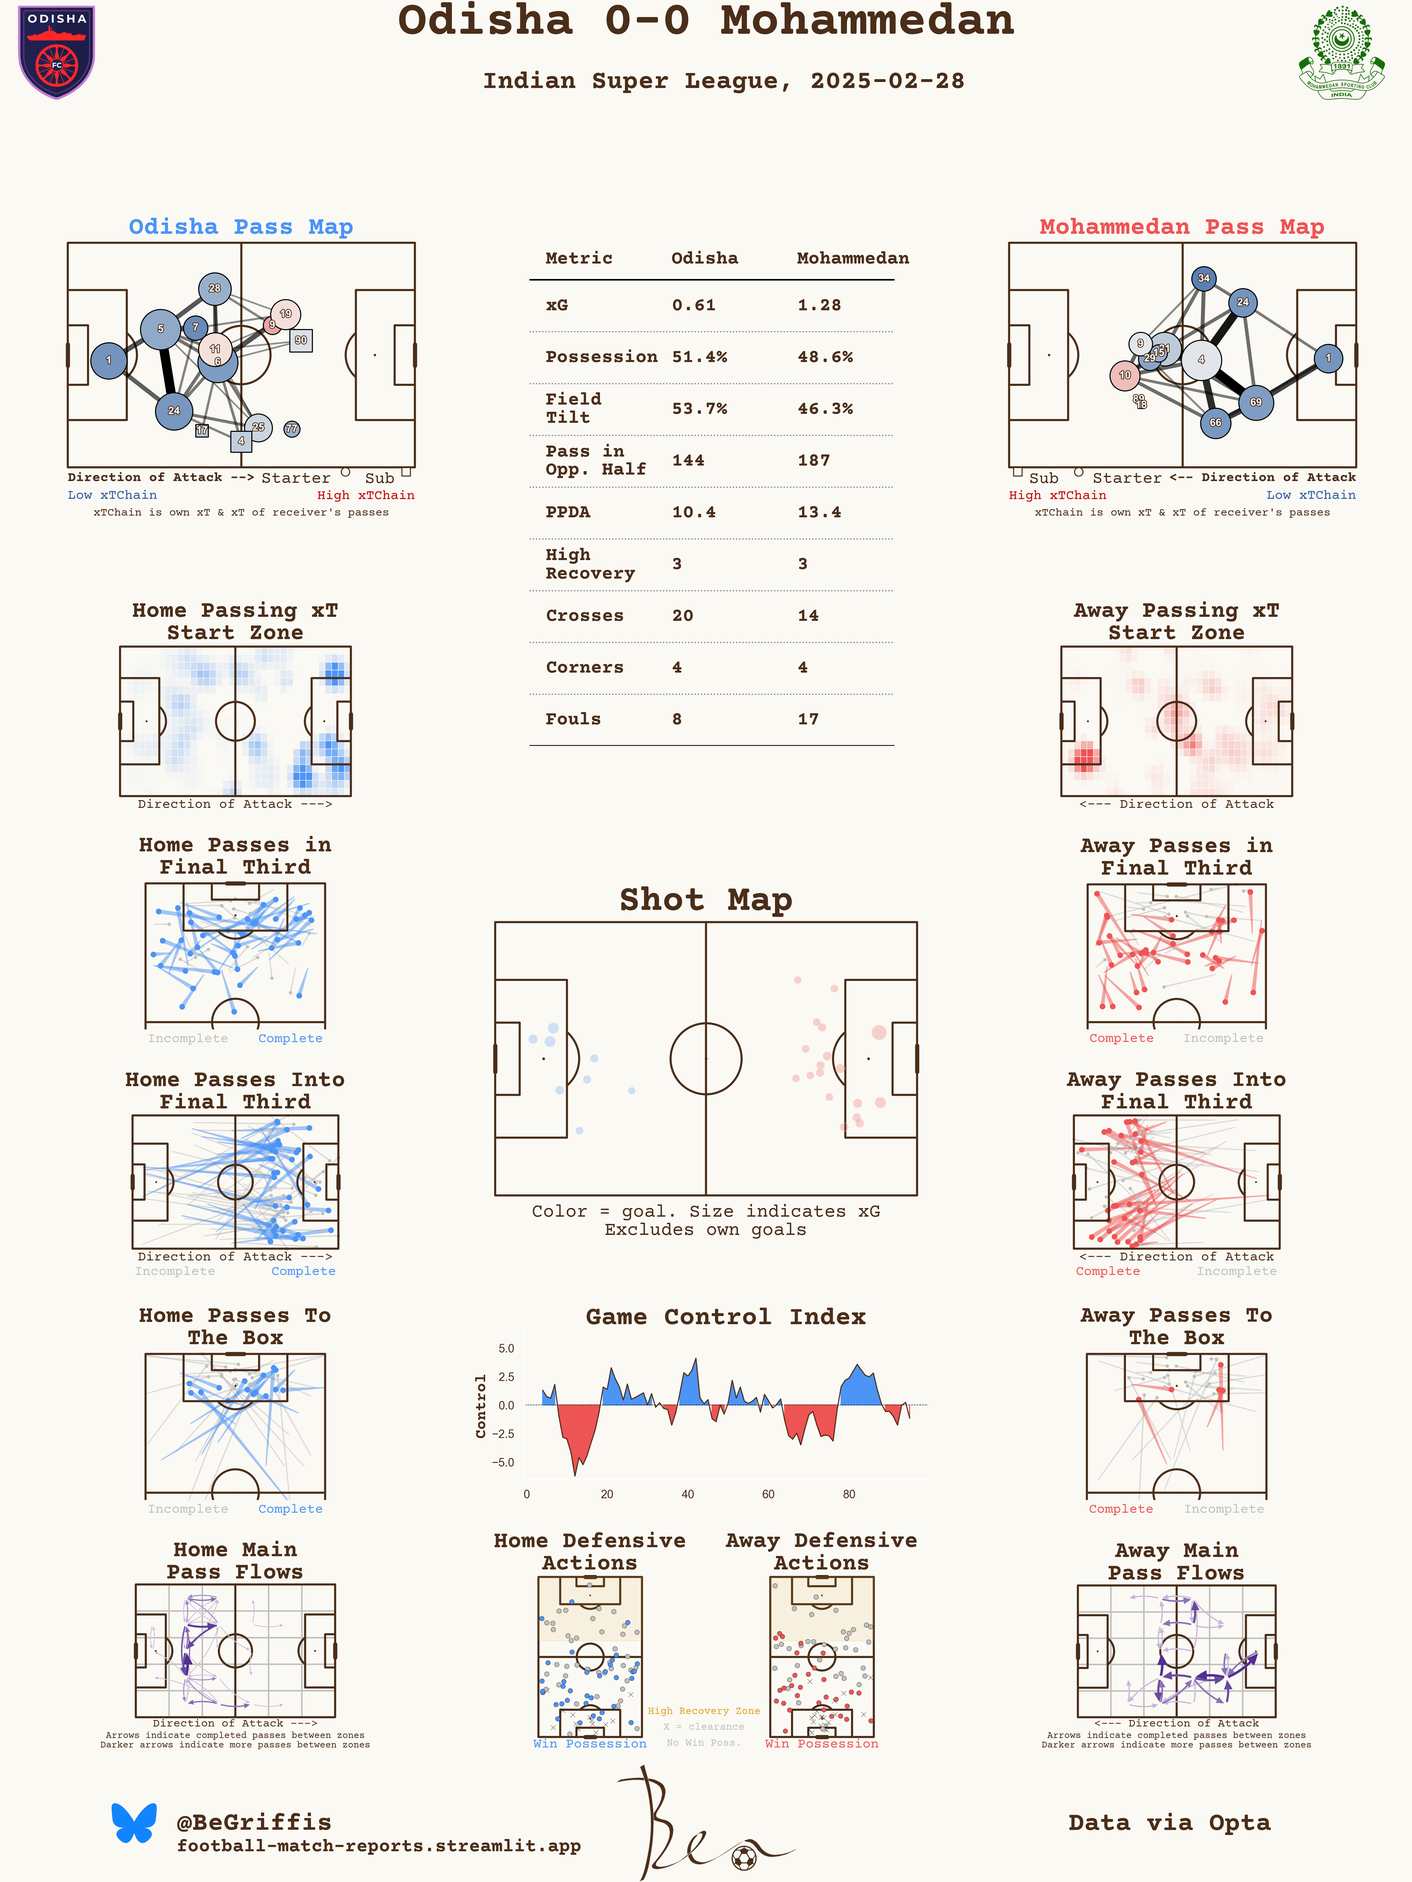 Odisha 0-0 Mohammedan
ODISHA
FC
1891
MOHAMMEDAN SPORTING CLUB
INDIA
Indian Super League, 2025-02-28
Odisha Pass Map
28
19
5
7
9
90
11
6
1
24
17
25
77
4
Direction of Attack --> Starter Sub
Low xTChain High xTChain
xTChain is own xT & xT of receiver's passes
Metric Odisha Mohammedan
xG 0.61 1.28
Possession 51.4% 48.6%
Field
Tilt 53.7% 46.3%
Pass in
Opp. Half 144 187
PPDA 10.4 13.4
High
Recovery 3 3
Crosses 20 14
Corners 4 4
Fouls 8 17
Mohammedan Pass Map
34
24
9
21
15
29
4
1
10
89
18
69
66
Sub Starter <-- Direction of Attack
High xTChain Low xTChain
xTChain is own xT & xT of receiver's passes
Home Passing xT
Start Zone
Direction of Attack --->
Away Passing xT
Start Zone
<--- Direction of Attack
Home Passes in
Final Third
Incomplete Complete
Shot Map
Color = goal. Size indicates xG
Excludes own goals
Away Passes in
Final Third
Complete Incomplete
Home Passes Into
Final Third
Direction of Attack --->
Incomplete Complete
Away Passes Into
Final Third
<--- Direction of Attack
Complete Incomplete
Home Passes To
The Box
Incomplete Complete
Game Control Index
Control
5.0
2.5
0.0
−2.5
−5.0
0 20 40 60 80
Away Passes To
The Box
Complete Incomplete
Home Main
Pass Flows
Direction of Attack --->
Arrows indicate completed passes between zones
Darker arrows indicate more passes between zones
Home Defensive
Actions
Win Possession
Away Defensive
Actions
Win Possession
High Recovery Zone
X = clearance
No Win Poss.
Away Main
Pass Flows
<--- Direction of Attack
Arrows indicate completed passes between zones
Darker arrows indicate more passes between zones
@BeGriffis
football-match-reports.streamlit.app
Ben
Data via Opta